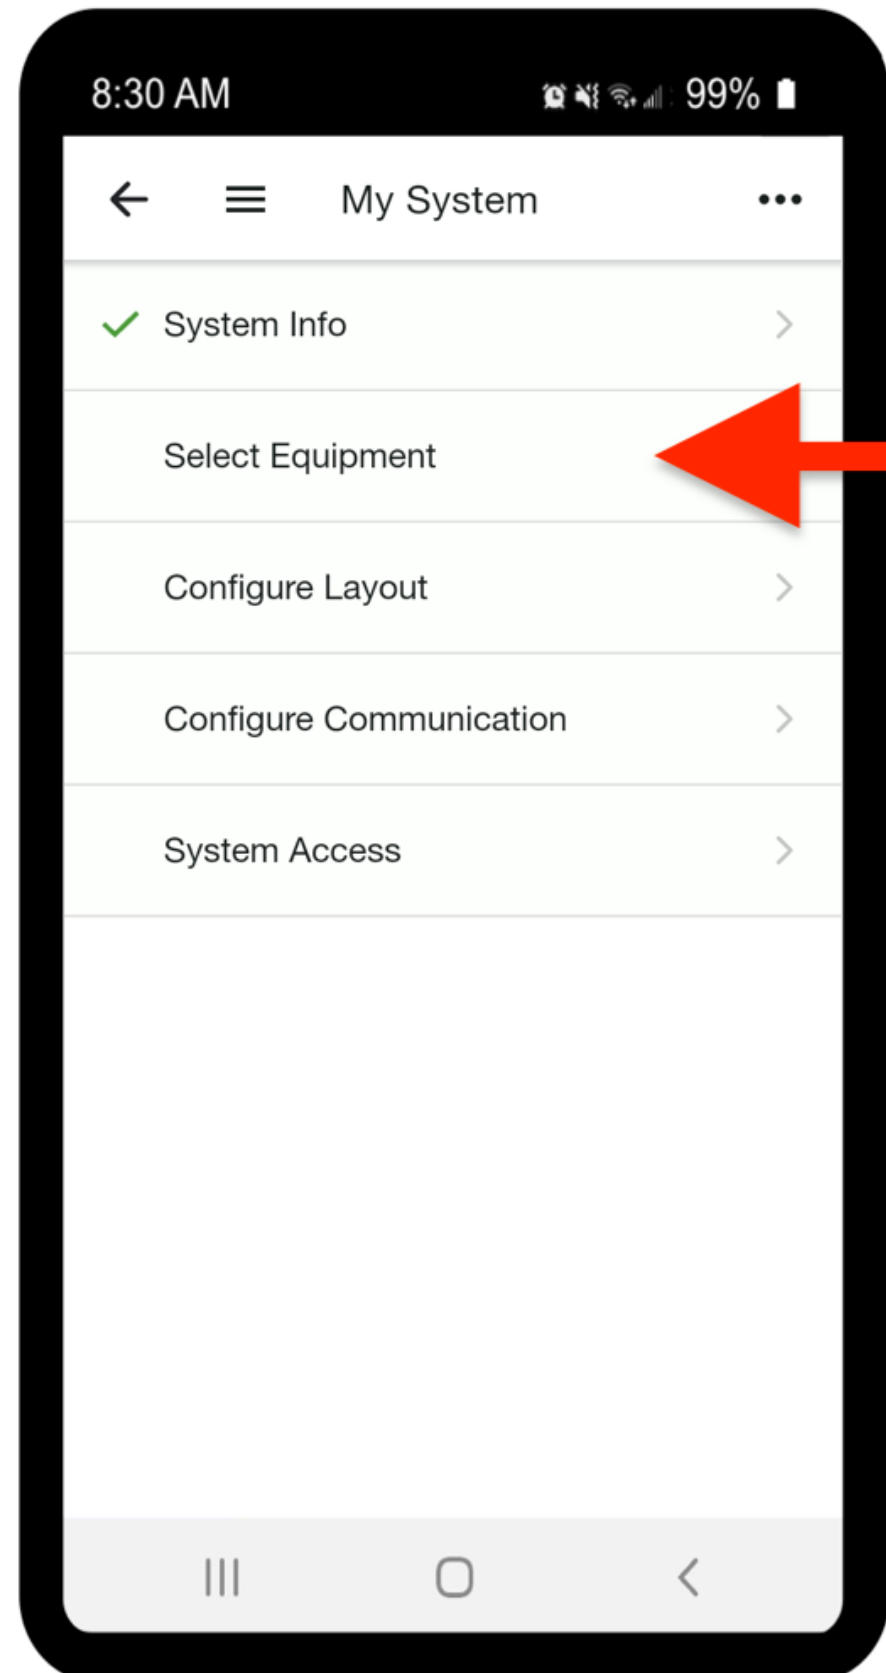 8:30 AM 99%
My System
System Info
Select Equipment
Configure Layout
Configure Communication
System Access